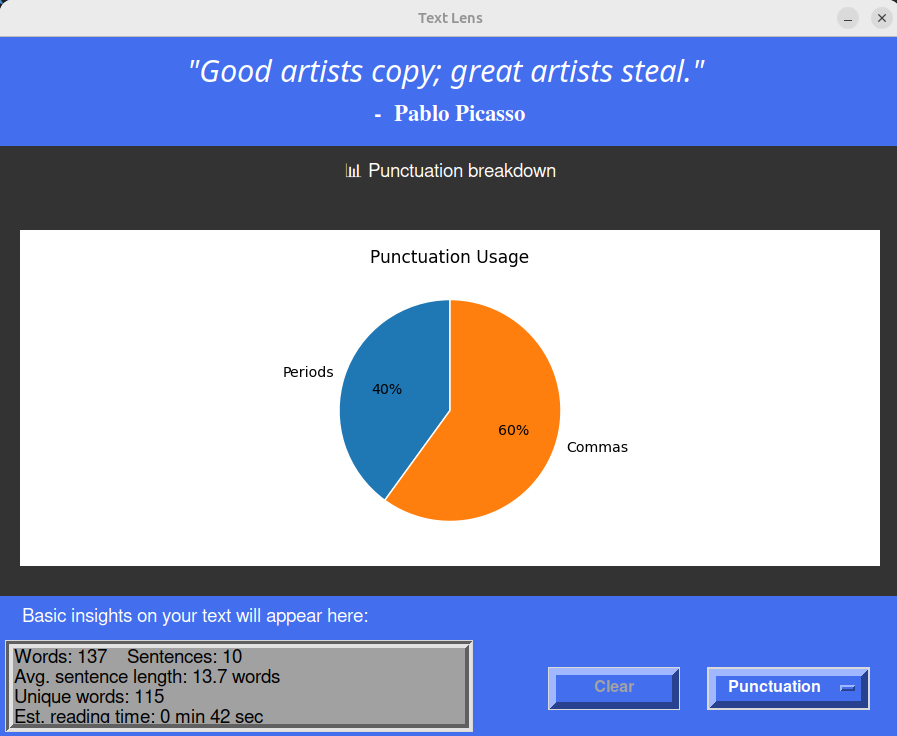 Text Lens
"Good artists copy; great artists steal."
- Pablo Picasso
📊 Punctuation breakdown
Punctuation Usage
Periods
40%
60%
Commas
Basic insights on your text will appear here:
Words: 137    Sentences: 10
Avg. sentence length: 13.7 words
Unique words: 115
Est. reading time: 0 min 42 sec
Clear
Punctuation